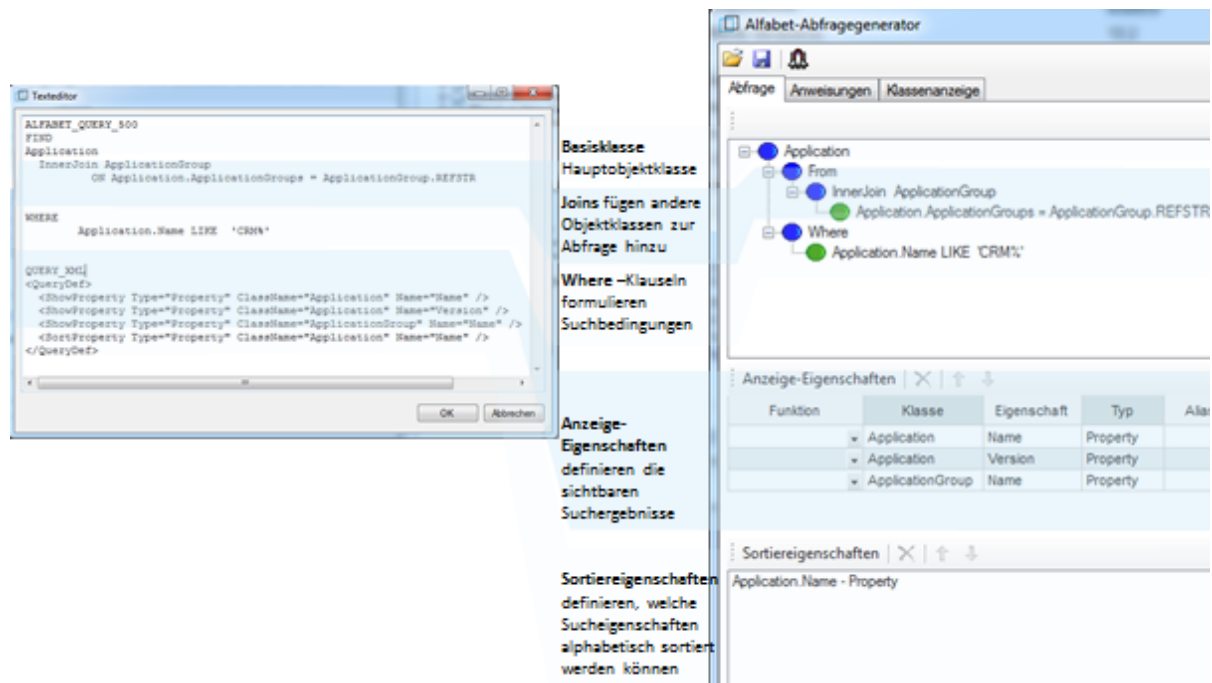 Texteditor
ALFABET_QUERY_500
FIND
Application
InnerJoin ApplicationGroup
ON Application.ApplicationGroups = ApplicationGroup.REFSTR
WHERE
Application.Name LIKE 'CRM%'
QUERY_XML
<QueryDef>
<ShowProperty Type="Property" ClassName="Application" Name="Name" />
<ShowProperty Type="Property" ClassName="Application" Name="Version" />
<ShowProperty Type="Property" ClassName="ApplicationGroup" Name="Name" />
<SortProperty Type="Property" ClassName="Application" Name="Name" />
</QueryDef>
OK Abbrechen
Basisklasse
Hauptobjektklasse
Joins fügen andere
Objektklassen zur
Abfrage hinzu
Where –Klauseln
formulieren
Suchbedingungen
Anzeige-
Eigenschaften
definieren die
sichtbaren
Suchergebnisse
Sortiereigenschaften
definieren, welche
Sucheigenschaften
alphabetisch sortiert
werden können
Alfabet-Abfragegenerator
Abfrage Anweisungen Klassenanzeige
Application
From
InnerJoin ApplicationGroup
Application.ApplicationGroups = ApplicationGroup.REFSTR
Where
Application.Name LIKE 'CRM%'
Anzeige-Eigenschaften
Funktion Klasse Eigenschaft Typ Alias
Application Name Property
Application Version Property
ApplicationGroup Name Property
Sortiereigenschaften
Application.Name - Property